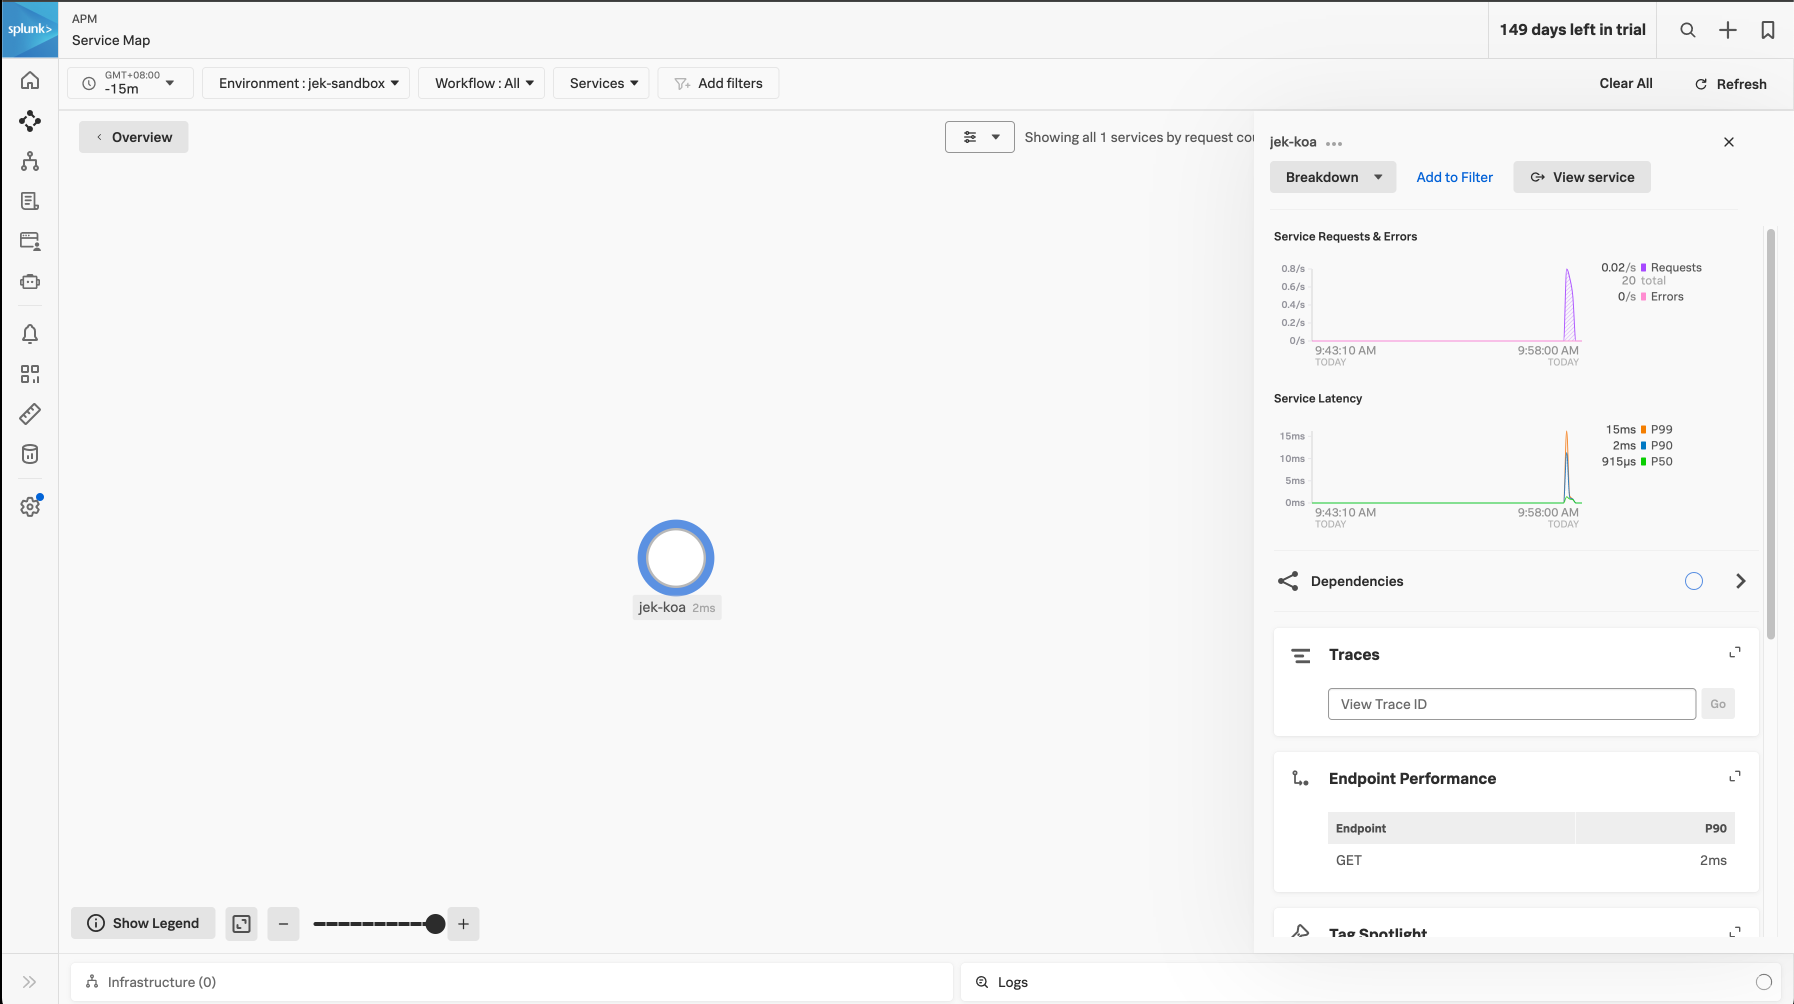 splunk>
APM
Service Map
149 days left in trial
GMT+08:00
-15m
Environment : jek-sandbox
Workflow : All
Services
Add filters
Clear All
Refresh
Overview
Showing all 1 services by request cou
jek-koa
Breakdown
Add to Filter
View service
Service Requests & Errors
0.8/s
0.6/s
0.4/s
0.2/s
0/s
9:43:10 AM
TODAY
9:58:00 AM
TODAY
0.02/s Requests
20 total
0/s Errors
Service Latency
15ms
10ms
5ms
0ms
9:43:10 AM
TODAY
9:58:00 AM
TODAY
15ms P99
2ms P90
915µs P50
jek-koa 2ms
Dependencies
Traces
View Trace ID
Go
Endpoint Performance
Endpoint P90
GET 2ms
Tag Spotlight
Show Legend
Infrastructure (0)
Logs